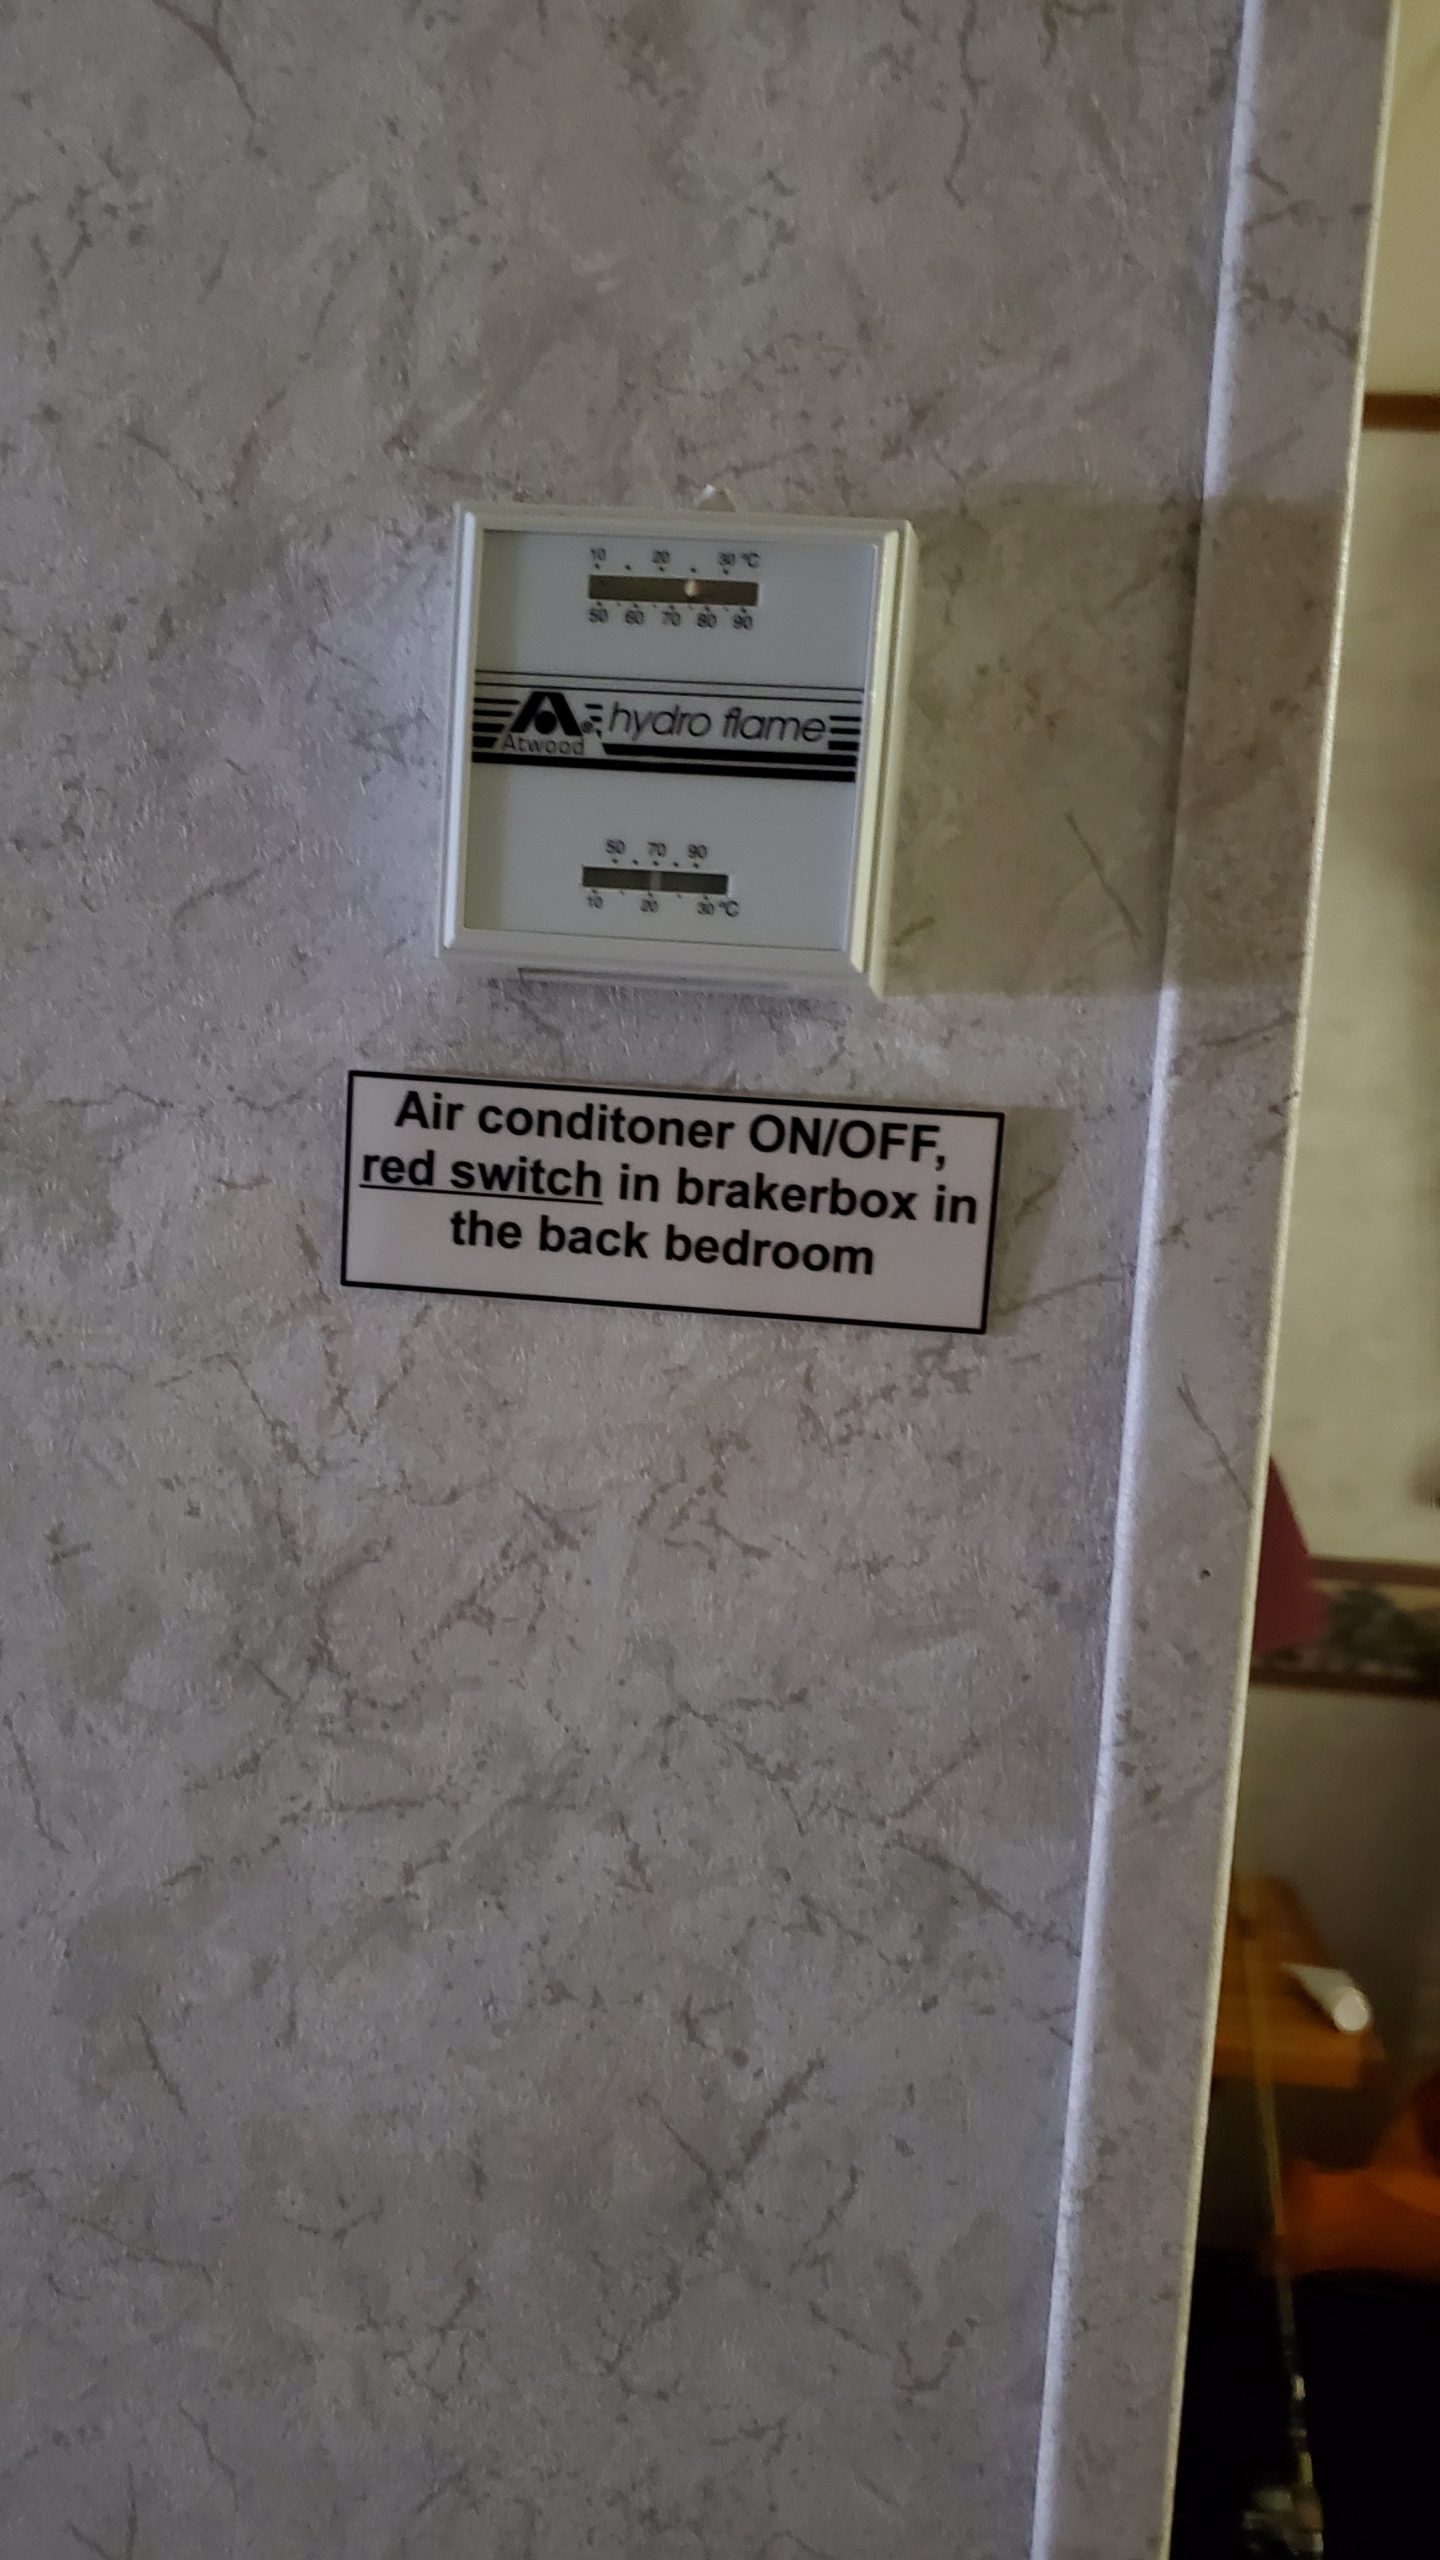 10 20 30 °C
50 60 70 80 90
Atwood hydro flame
50 70 90
10 20 30 °C
Air conditoner ON/OFF,
red switch in brakerbox in
the back bedroom